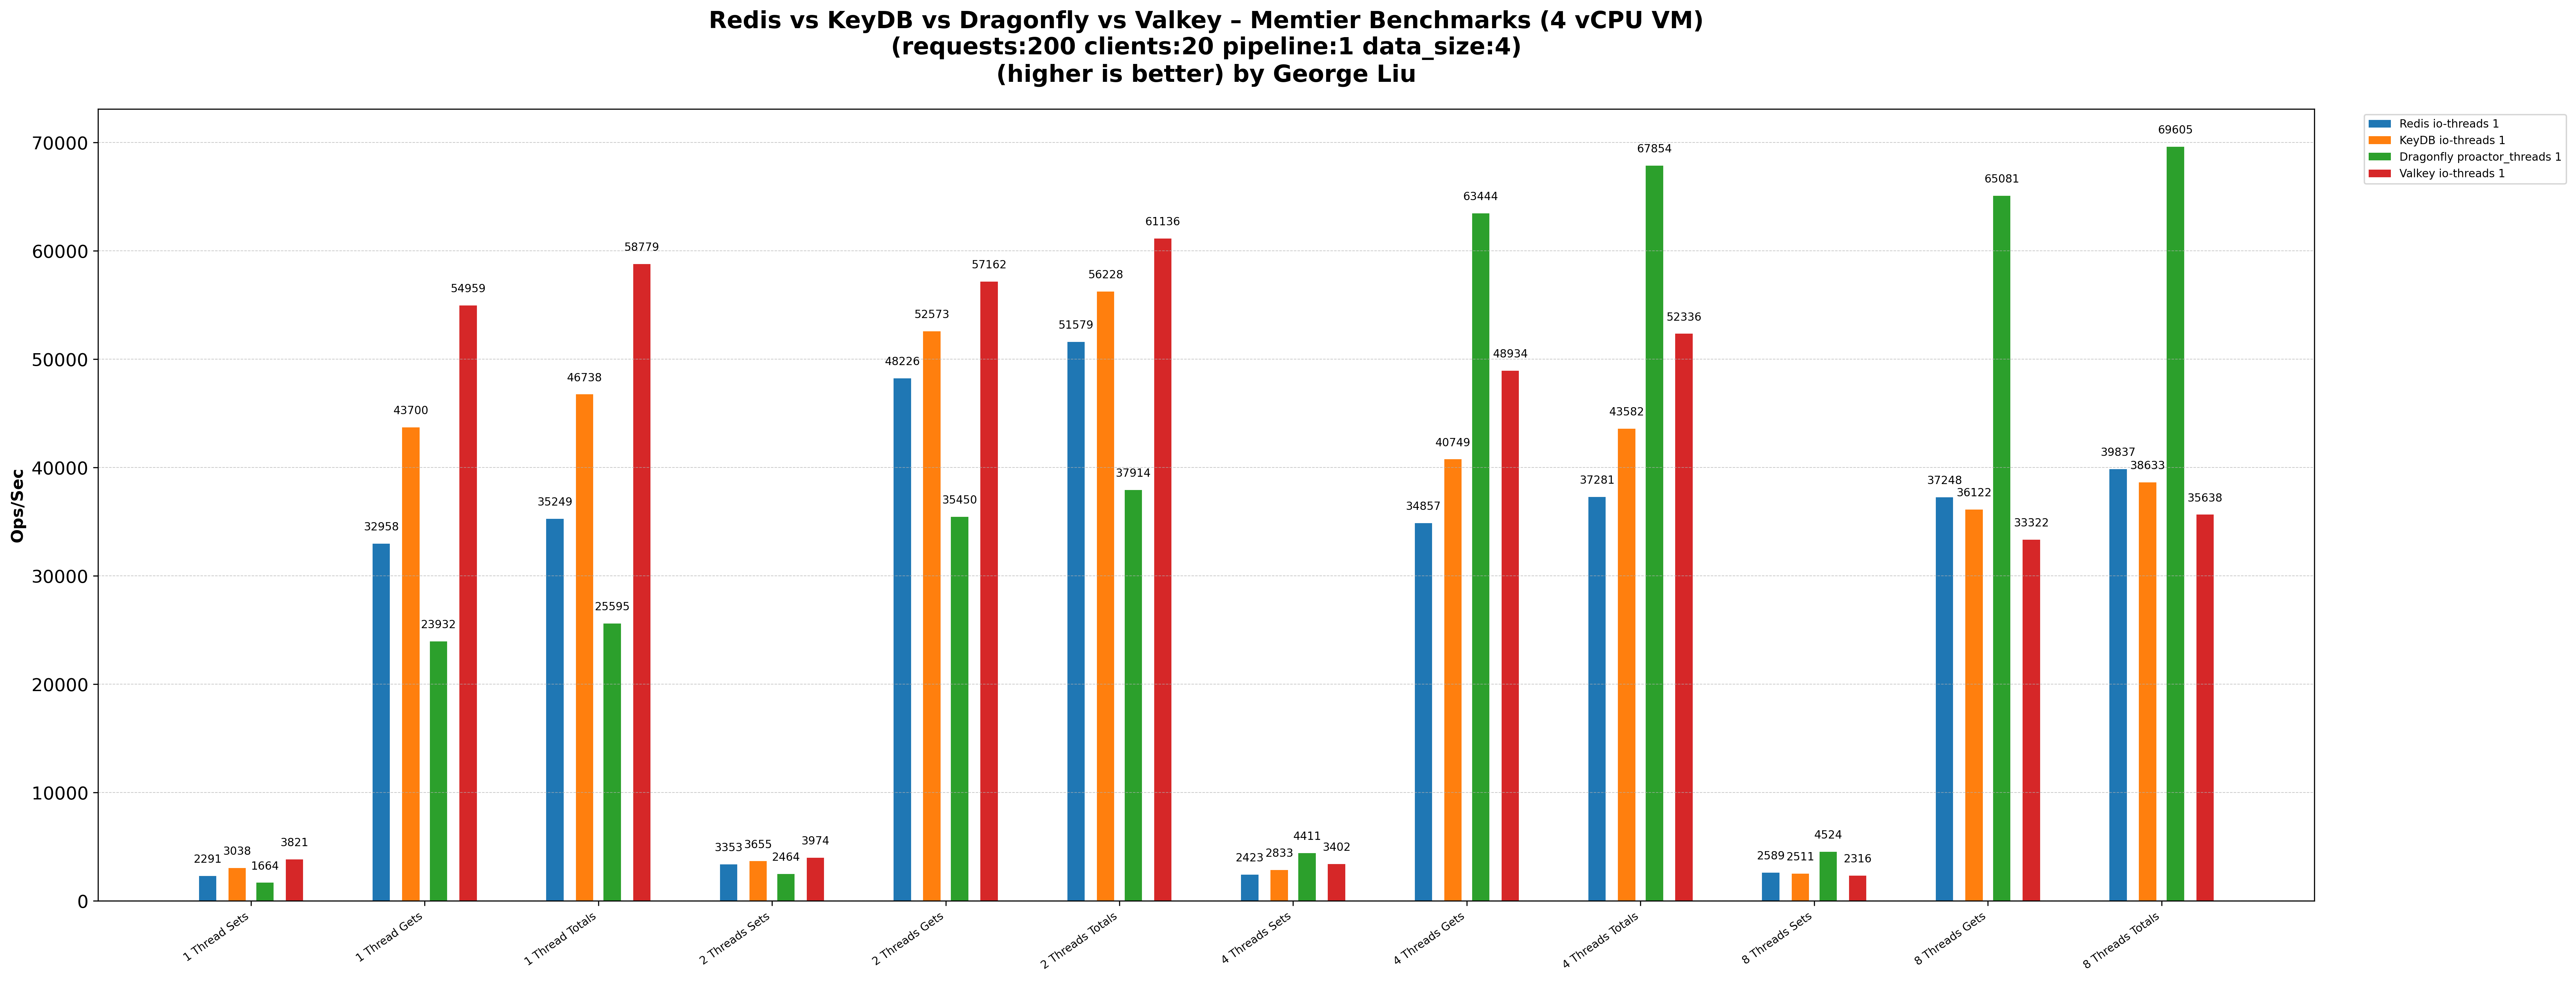 Redis vs KeyDB vs Dragonfly vs Valkey – Memtier Benchmarks (4 vCPU VM)
(requests:200 clients:20 pipeline:1 data_size:4)
(higher is better) by George Liu
Redis io-threads 1
KeyDB io-threads 1
Dragonfly proactor_threads 1
Valkey io-threads 1
Ops/Sec
70000
60000
50000
40000
30000
20000
10000
0
2291
3038
1664
3821
32958
43700
23932
54959
35249
46738
25595
58779
3353
3655
2464
3974
48226
52573
35450
57162
51579
56228
37914
61136
2423
2833
4411
3402
34857
40749
63444
48934
37281
43582
67854
52336
2589
2511
4524
2316
37248
36122
65081
33322
39837
38633
69605
35638
1 Thread Sets
1 Thread Gets
1 Thread Totals
2 Threads Sets
2 Threads Gets
2 Threads Totals
4 Threads Sets
4 Threads Gets
4 Threads Totals
8 Threads Sets
8 Threads Gets
8 Threads Totals